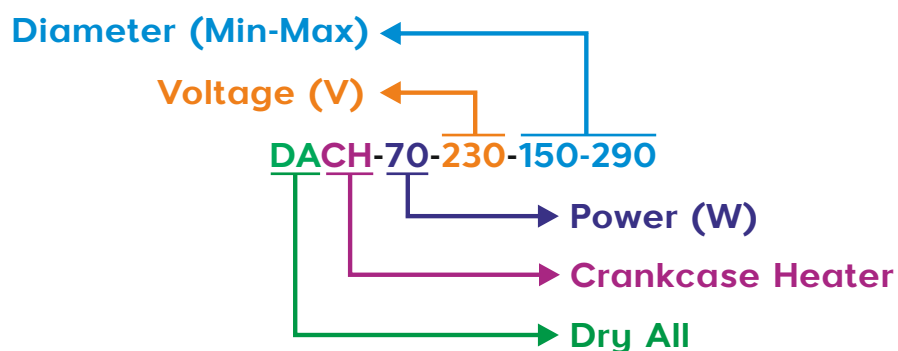 Diameter (Min-Max)
Voltage (V)
DACH-70-230-150-290
Power (W)
Crankcase Heater
Dry All